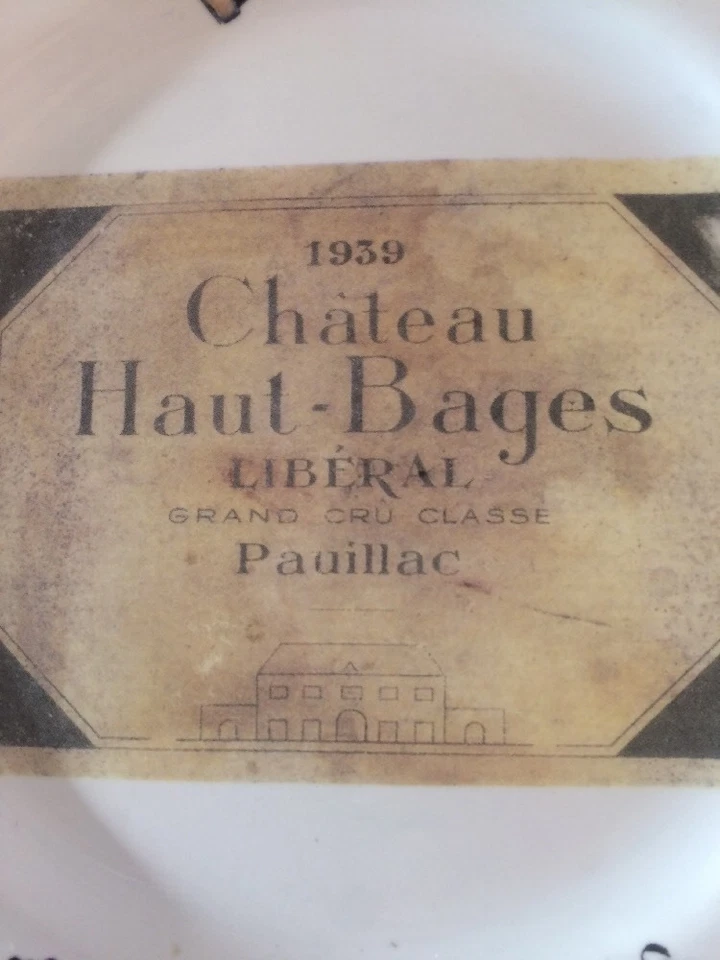 1939
Château
Haut-Bages
LIBÉRAL
GRAND CRU CLASSE
Pauillac